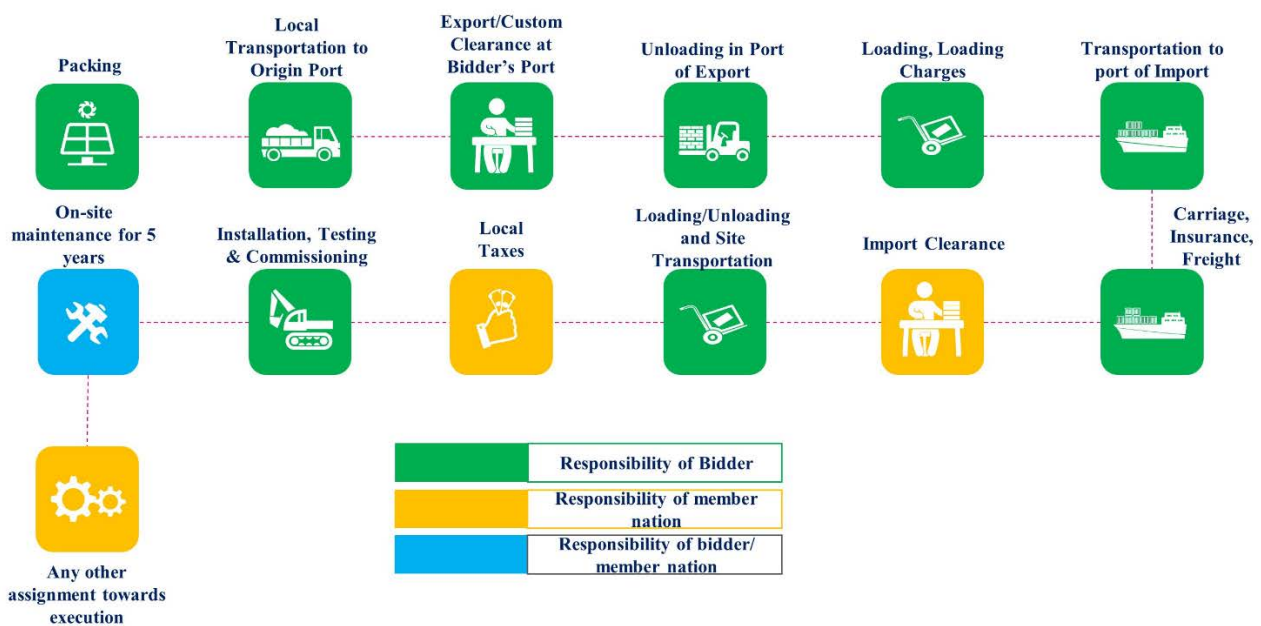 Packing
Local
Transportation to
Origin Port
Export/Custom
Clearance at
Bidder's Port
Unloading in Port
of Export
Loading, Loading
Charges
Transportation to
port of Import
On-site
maintenance for 5
years
Installation, Testing
& Commissioning
Local
Taxes
Loading/Unloading
and Site
Transportation
Import Clearance
Carriage,
Insurance,
Freight
Responsibility of Bidder
Responsibility of member
nation
Responsibility of bidder/
member nation
Any other
assignment towards
execution